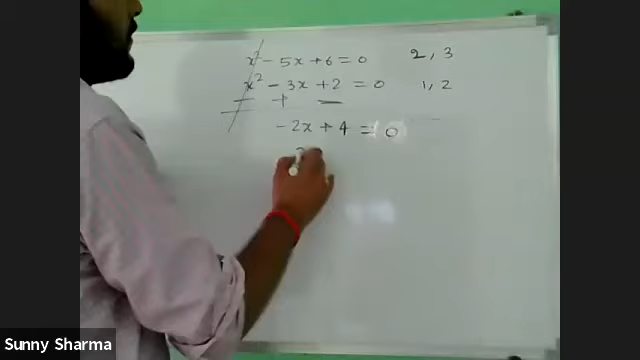 x² - 5x + 6 = 0 2, 3
x² - 3x + 2 = 0 1, 2
- + -
-2x + 4 = 0
Sunny Sharma